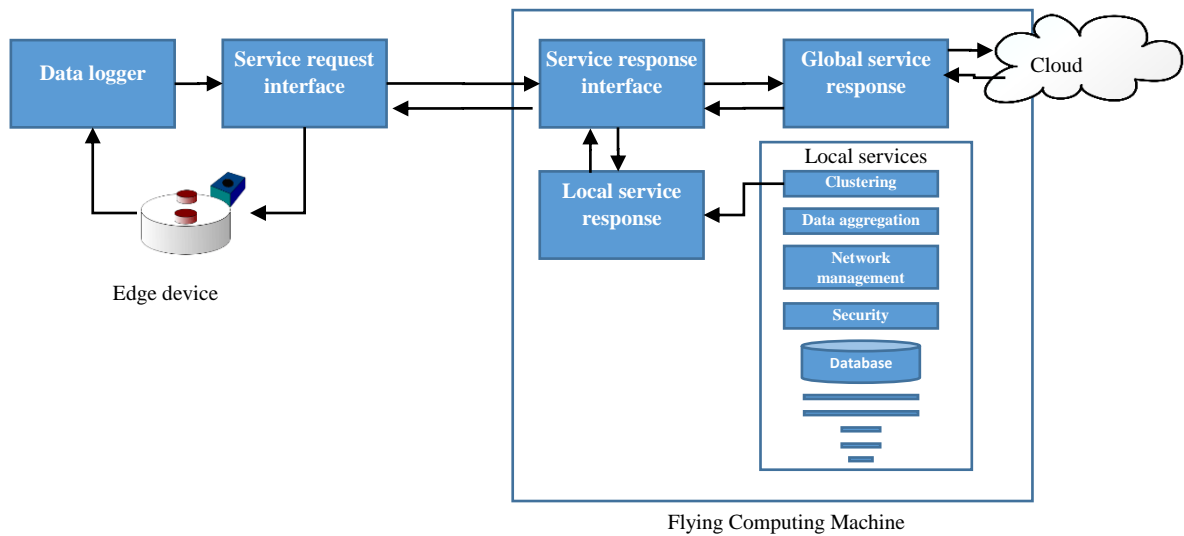 Data logger
Service request
interface
Service response
interface
Global service
response
Cloud
Local services
Local service
response
Clustering
Data aggregation
Network
management
Security
Database
Edge device
Flying Computing Machine